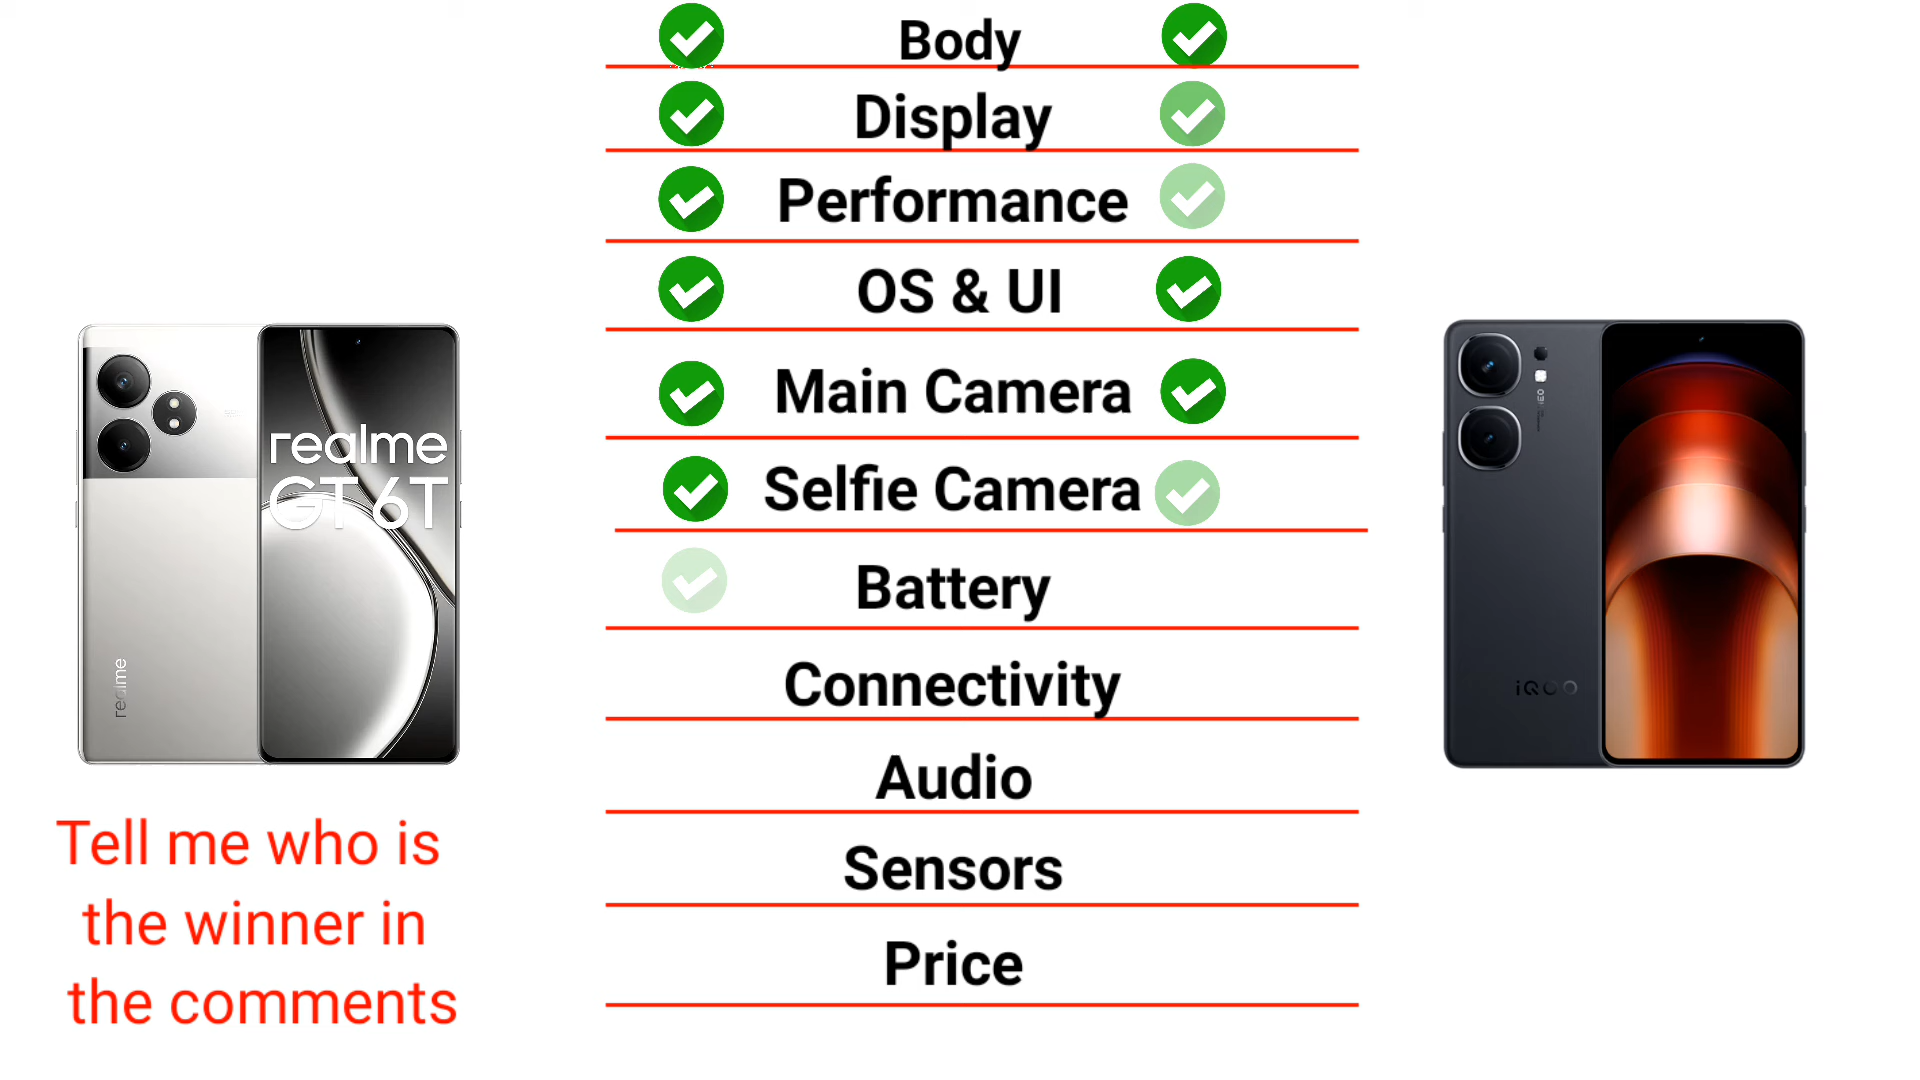 Body
Display
Performance
OS & UI
Main Camera
Selfie Camera
Battery
Connectivity
Audio
Sensors
Price
realme
GT 6T
realme
iQOO
Tell me who is
the winner in
the comments